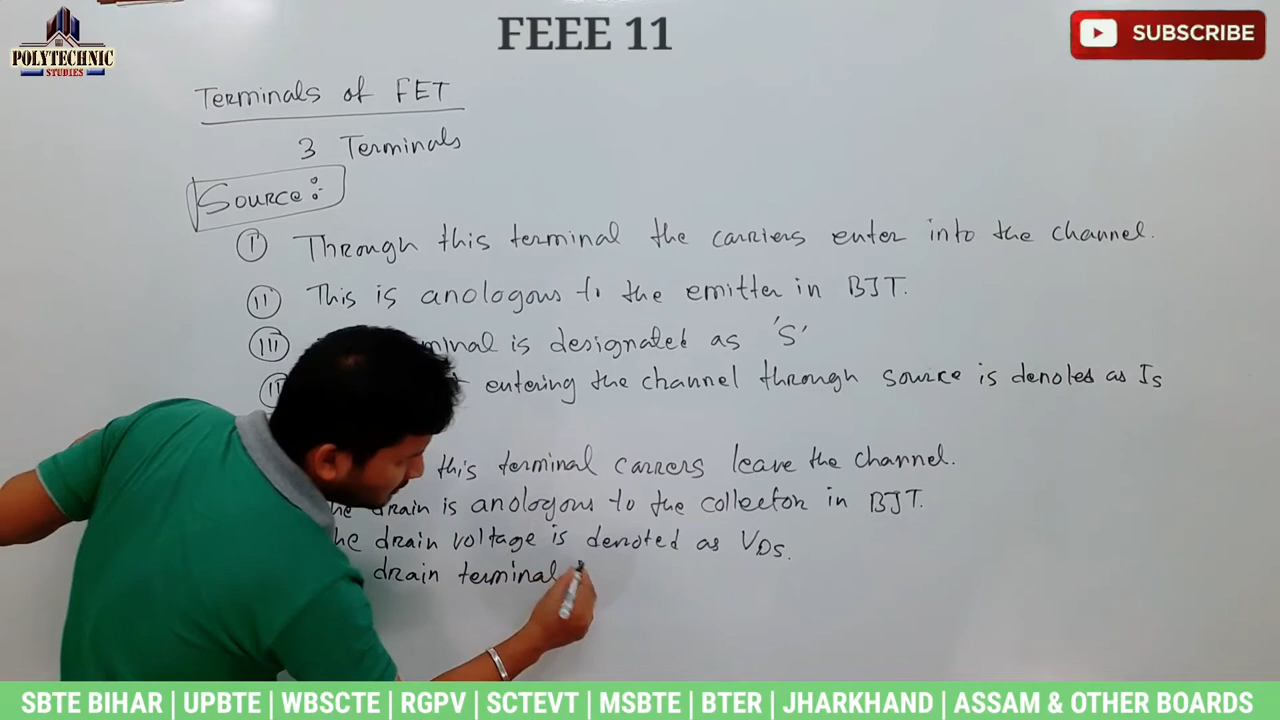 FEEE 11
POLYTECHNIC
STUDIES
SUBSCRIBE
Terminals of FET
3 Terminals
Source:
I Through this terminal the carriers enter into the channel.
II This is anologous to the emitter in BJT.
III minal is designated as 'S'
entering the channel through source is denotes as Is
this terminal carrers leave the channel.
he drain is anologous to the collector in BJT.
he drain voltage is denoted as VDS.
drain terminal
SBTE BIHAR | UPBTE | WBSCTE | RGPV | SCTEVT | MSBTE | BTER | JHARKHAND | ASSAM & OTHER BOARDS